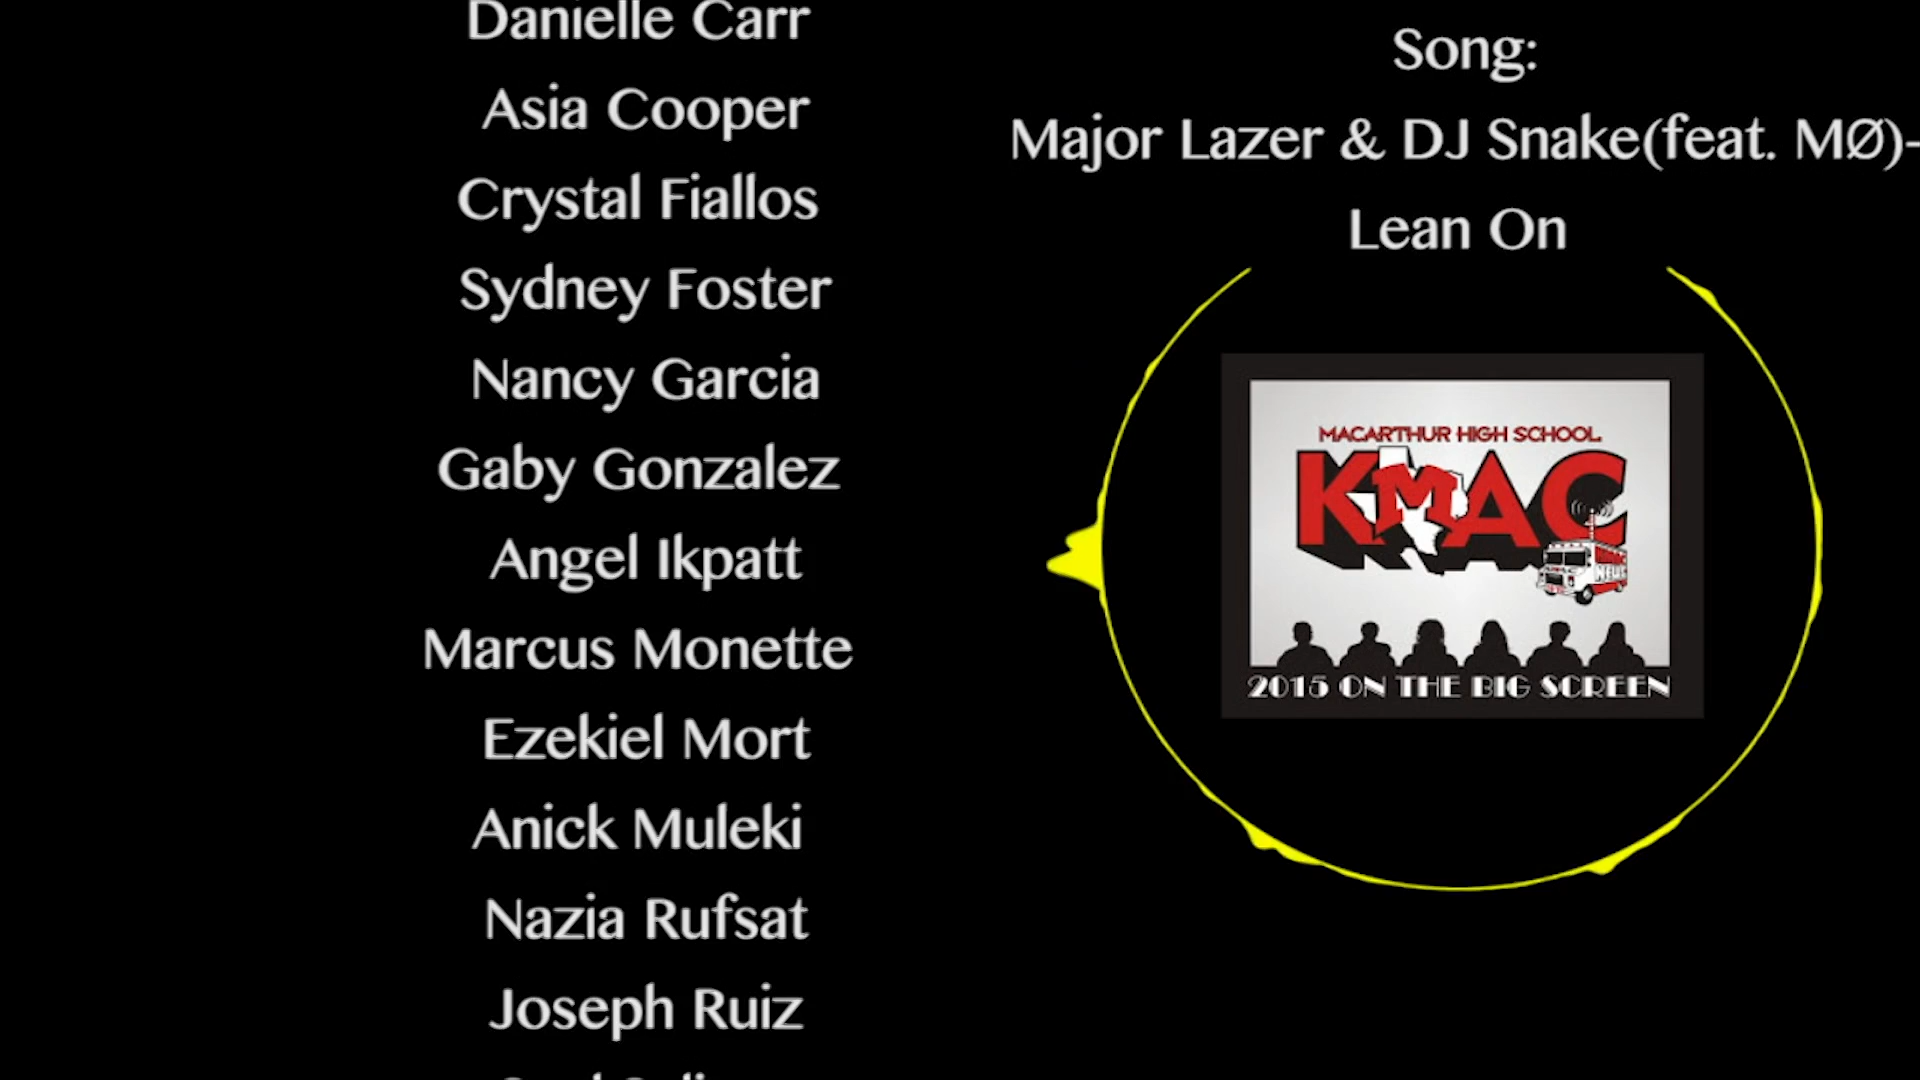 Danielle Carr
Asia Cooper
Crystal Fiallos
Sydney Foster
Nancy Garcia
Gaby Gonzalez
Angel Ikpatt
Marcus Monette
Ezekiel Mort
Anick Muleki
Nazia Rufsat
Joseph Ruiz
Song:
Major Lazer & DJ Snake(feat. MØ)-
Lean On
MACARTHUR HIGH SCHOOL
KMAC
NEWS
2015 ON THE BIG SCREEN